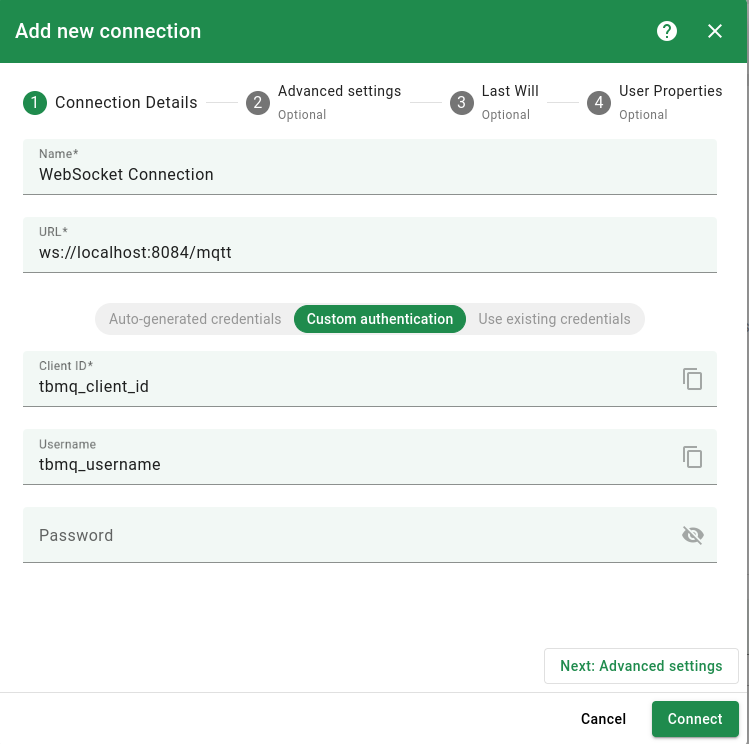 Add new connection
1 Connection Details
2 Advanced settings
Optional
3 Last Will
Optional
4 User Properties
Optional
Name*
WebSocket Connection
URL*
ws://localhost:8084/mqtt
Auto-generated credentials
Custom authentication
Use existing credentials
Client ID*
tbmq_client_id
Username
tbmq_username
Password
Next: Advanced settings
Cancel
Connect